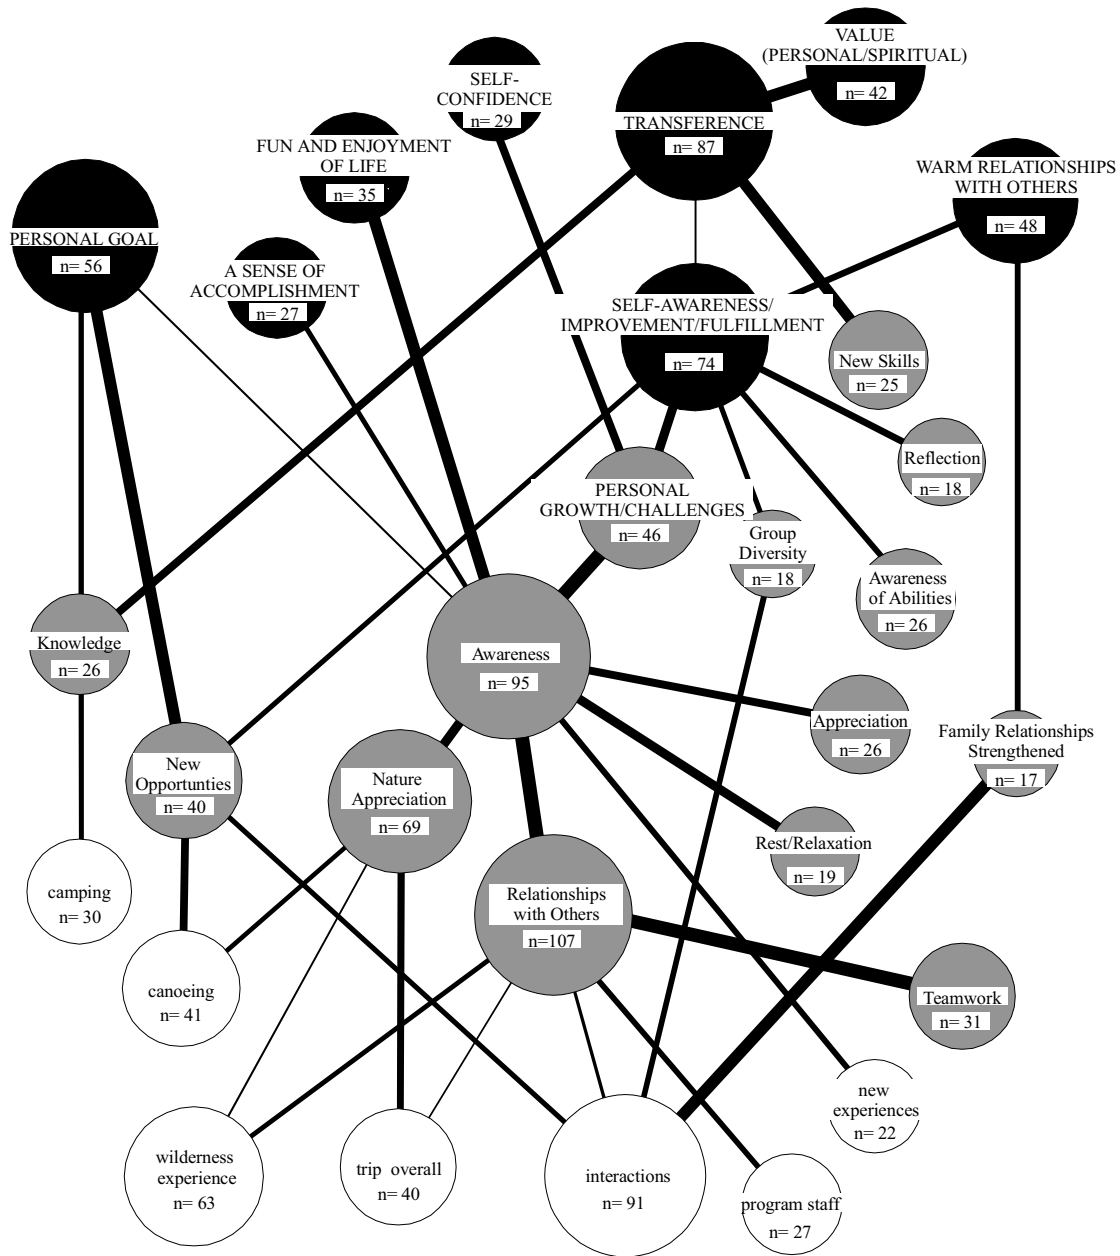 VALUE
(PERSONAL/SPIRITUAL)
n= 42
SELF-
CONFIDENCE
n= 29
TRANSFERENCE
n= 87
FUN AND ENJOYMENT
OF LIFE
n= 35
WARM RELATIONSHIPS
WITH OTHERS
n= 48
PERSONAL GOAL
n= 56
A SENSE OF
ACCOMPLISHMENT
n= 27
SELF-AWARENESS/
IMPROVEMENT/FULFILLMENT
n= 74
New Skills
n= 25
Reflection
n= 18
PERSONAL
GROWTH/CHALLENGES
n= 46
Group
Diversity
n= 18
Awareness
of Abilities
n= 26
Knowledge
n= 26
Awareness
n= 95
Appreciation
n= 26
Family Relationships
Strengthened
n= 17
New
Opportunties
n= 40
Nature
Appreciation
n= 69
Rest/Relaxation
n= 19
camping
n= 30
Relationships
with Others
n=107
canoeing
n= 41
Teamwork
n= 31
new
experiences
n= 22
wilderness
experience
n= 63
trip overall
n= 40
interactions
n= 91
program staff
n= 27